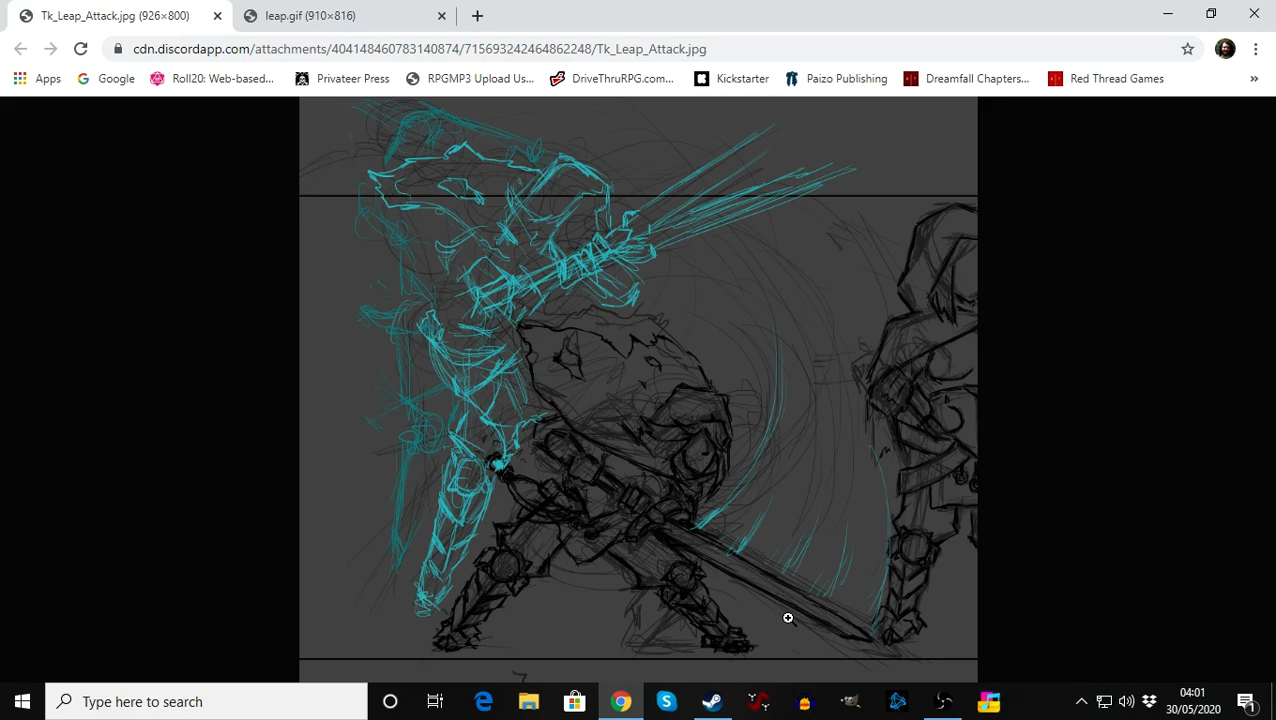 Tk_Leap_Attack.jpg (926×800)
leap.gif (910×816)
cdn.discordapp.com/attachments/404148460783140874/715693242464862248/Tk_Leap_Attack.jpg
Apps
Google
Roll20: Web-based...
Privateer Press
RPGMP3 Upload Us...
DriveThruRPG.com...
Kickstarter
Paizo Publishing
Dreamfall Chapters...
Red Thread Games
»
Type here to search
04:01
30/05/2020
1